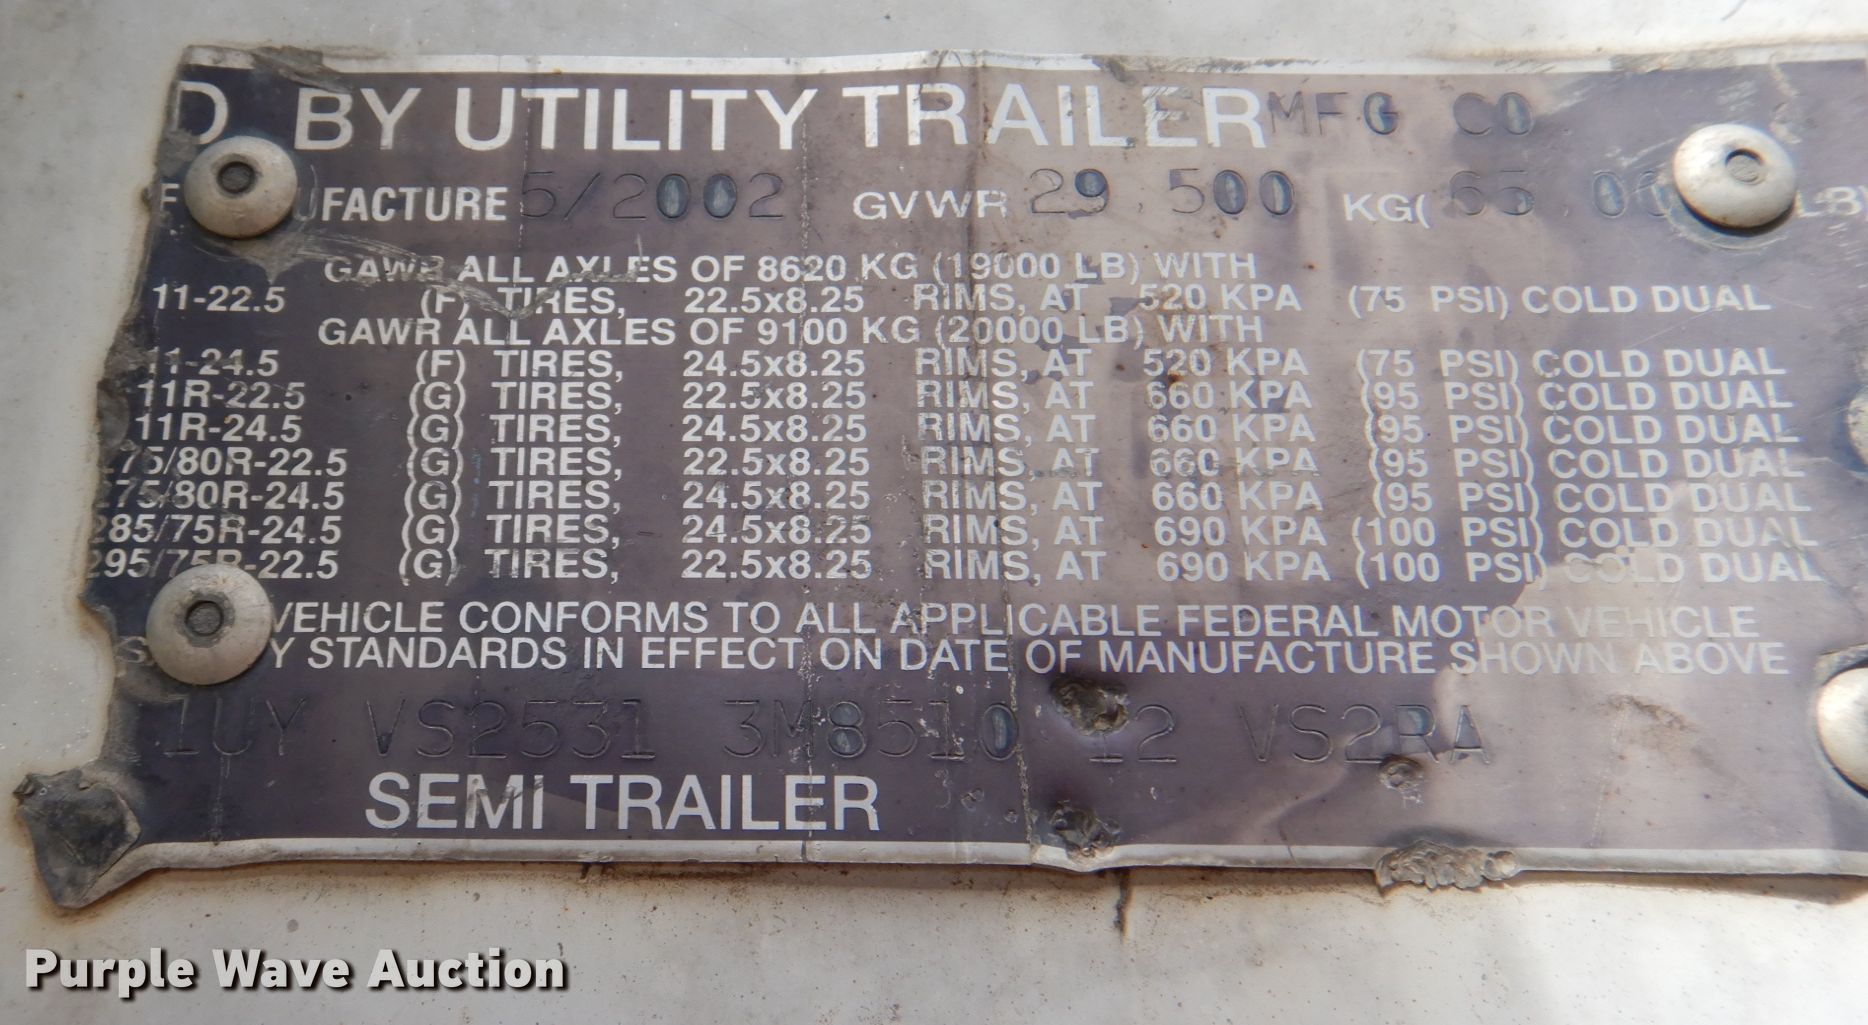 D BY UTILITY TRAILER MFG CO
FACTURE 5/2002 GVWR 29,500 KG( 65,00
GAWR ALL AXLES OF 8620 KG (19000 LB) WITH
11-22.5 (F) TIRES, 22.5x8.25 RIMS, AT 520 KPA (75 PSI) COLD DUAL
GAWR ALL AXLES OF 9100 KG (20000 LB) WITH
11-24.5 (F) TIRES, 24.5x8.25 RIMS, AT 520 KPA (75 PSI) COLD DUAL
11R-22.5 (G) TIRES, 22.5x8.25 RIMS, AT 660 KPA (95 PSI) COLD DUAL
11R-24.5 (G) TIRES, 24.5x8.25 RIMS, AT 660 KPA (95 PSI) COLD DUAL
275/80R-22.5 (G) TIRES, 22.5x8.25 RIMS, AT 660 KPA (95 PSI) COLD DUAL
275/80R-24.5 (G) TIRES, 24.5x8.25 RIMS, AT 660 KPA (95 PSI) COLD DUAL
285/75R-24.5 (G) TIRES, 24.5x8.25 RIMS, AT 690 KPA (100 PSI) COLD DUAL
295/75R-22.5 (G) TIRES, 22.5x8.25 RIMS, AT 690 KPA (100 PSI) COLD DUAL
VEHICLE CONFORMS TO ALL APPLICABLE FEDERAL MOTOR VEHICLE
Y STANDARDS IN EFFECT ON DATE OF MANUFACTURE SHOWN ABOVE
1UY VS2531 3M8510 12 VS2RA
SEMI TRAILER
Purple Wave Auction